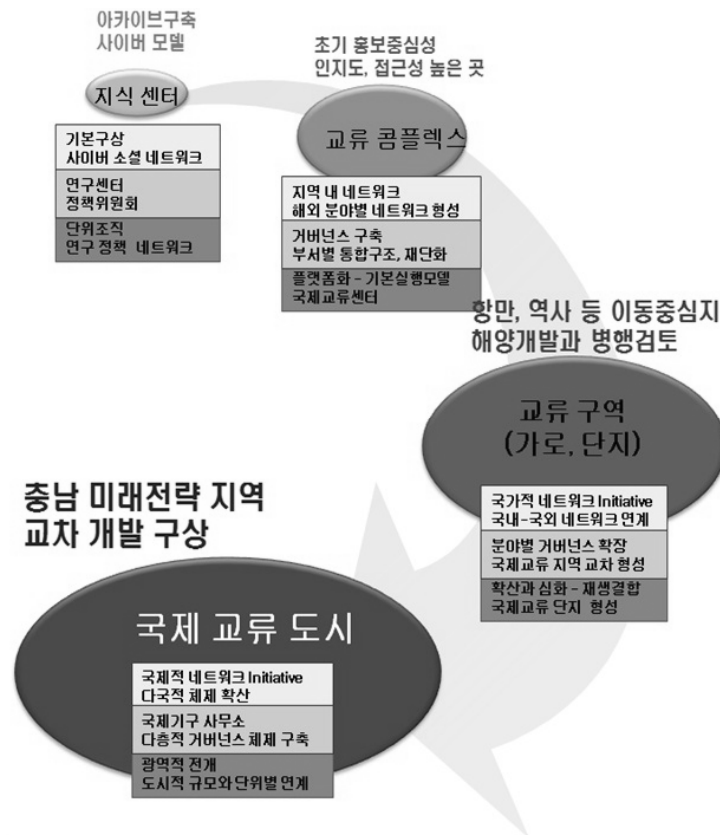 아카이브구축
사이버 모델
지식 센터
기본구상
사이버 소셜 네트워크
연구센터
정책위원회
단위조직
연구 정책 네트워크
초기 홍보중심성
인지도, 접근성 높은 곳
교류 콤플렉스
지역 내 네트워크
해외 분야별 네트워크 형성
거버넌스 구축
부서별 통합구조, 재단화
플랫폼화 - 기본실행모델
국제교류센터
항만, 역사 등 이동중심지
해양개발과 병행검토
교류 구역
(가로, 단지)
국가적 네트워크 Initiative
국내-국외 네트워크 연계
분야별 거버넌스 확장
국제교류 지역 교차 형성
확산과 심화 - 재생결합
국제교류 단지 형성
충남 미래전략 지역
교차 개발 구상
국제 교류 도시
국제적 네트워크 Initiative
다국적 체제 확산
국제기구 사무소
다층적 거버넌스 체제 구축
광역적 전개
도시적 규모와 단위별 연계